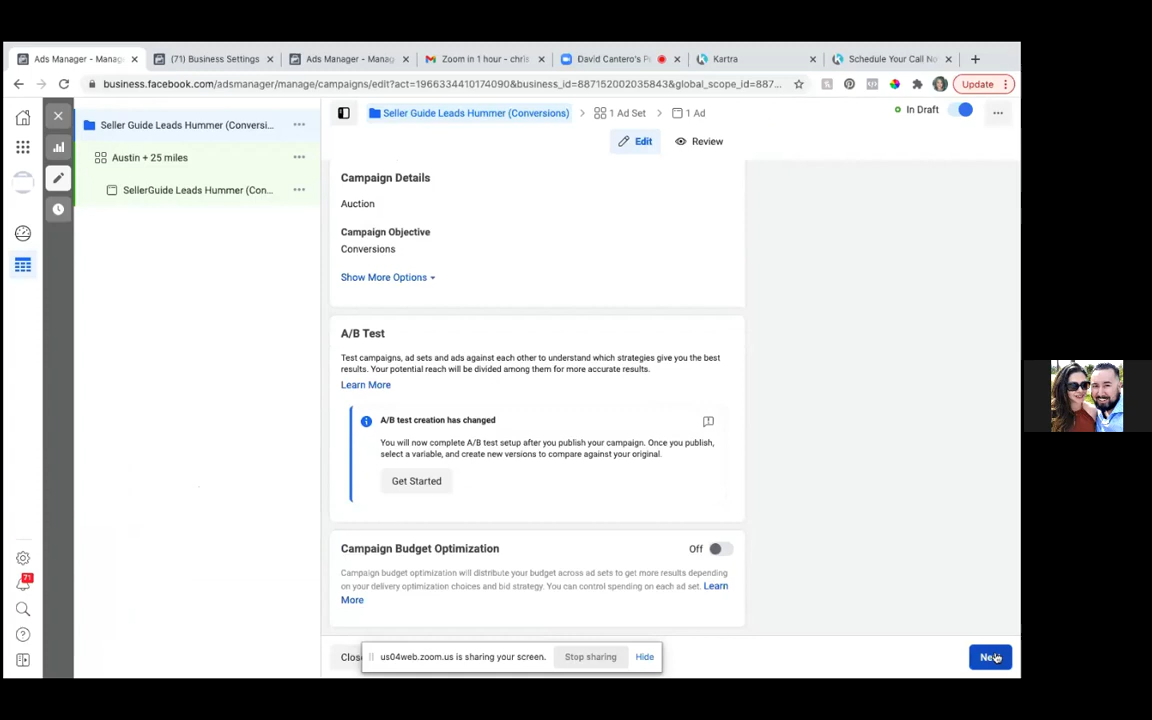 Ads Manager - Mana
(71) Business Settings
Ads Manager - Manag
Zoom in 1 hour - chris
David Cantero's P
Kartra
Schedule Your Call No
business.facebook.com/adsmanager/manage/campaigns/edit?act=1966334410174090&business_id=887152002035843&global_scope_id=887...
Update
Seller Guide Leads Hummer (Conversi...
Austin + 25 miles
SellerGuide Leads Hummer (Con...
Seller Guide Leads Hummer (Conversions)
1 Ad Set
1 Ad
In Draft
Edit
Review
Campaign Details
Auction
Campaign Objective
Conversions
Show More Options
A/B Test
Test campaigns, ad sets and ads against each other to understand which strategies give you the best
results. Your potential reach will be divided among them for more accurate results.
Learn More
A/B test creation has changed
You will now complete A/B test setup after you publish your campaign. Once you publish,
select a variable, and create new versions to compare against your original.
Get Started
Campaign Budget Optimization
Off
Campaign budget optimization will distribute your budget across ad sets to get more results depending
on your delivery optimization choices and bid strategy. You can control spending on each ad set. Learn
More
71
Clos
us04web.zoom.us is sharing your screen.
Stop sharing
Hide